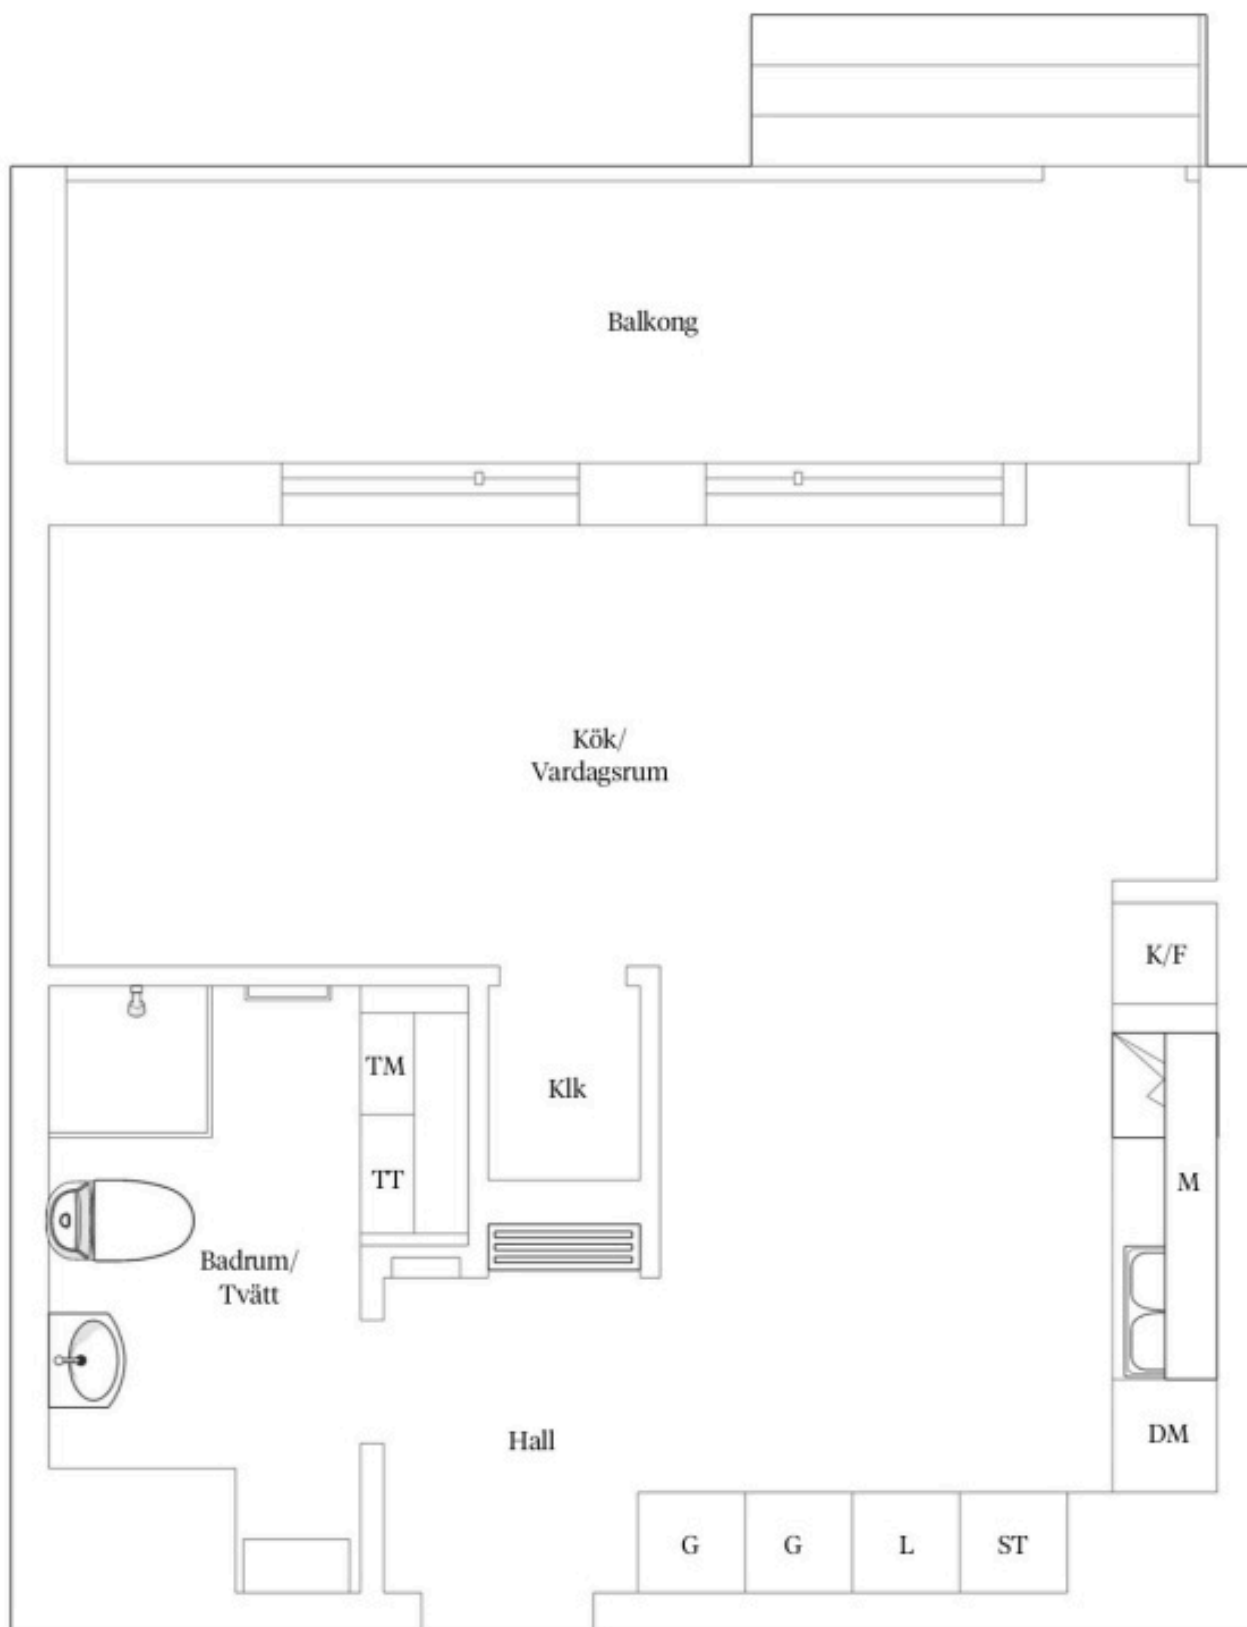 Balkong
Kök/
Vardagsrum
K/F
TM
Klk
TT
M
Badrum/
Tvätt
Hall
DM
G
G
L
ST